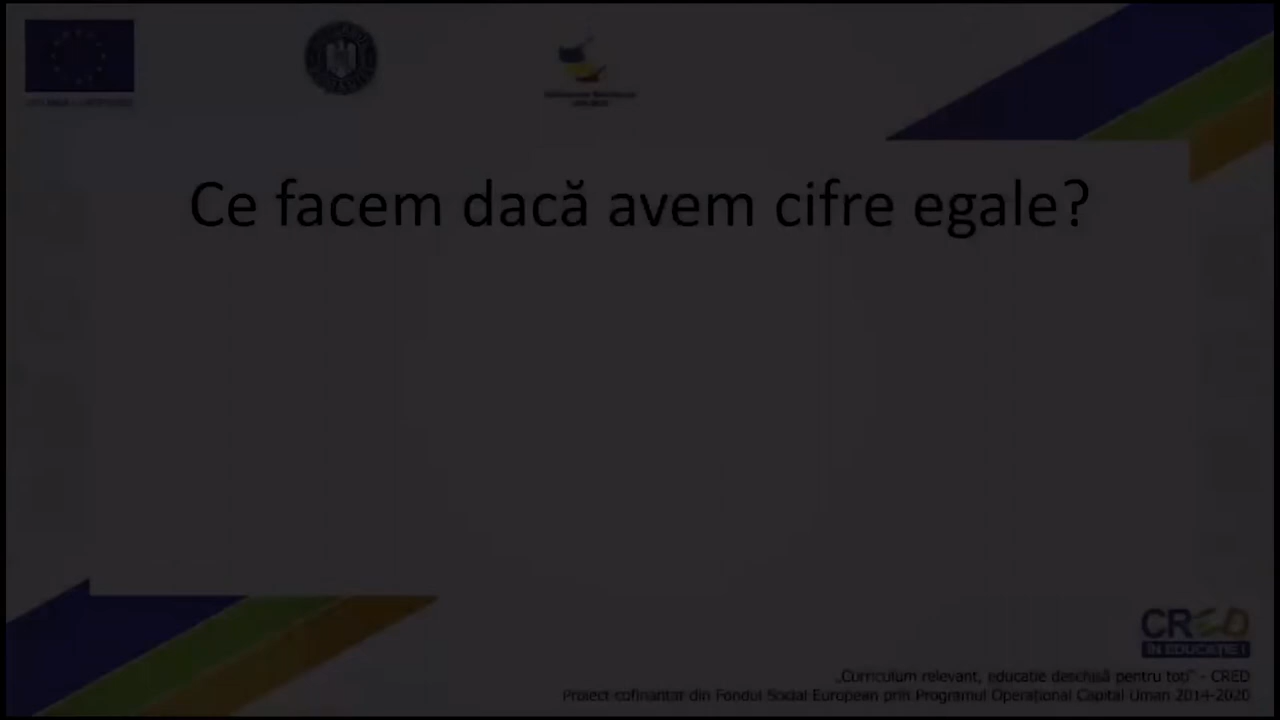 Ce facem dacă avem cifre egale?
CRED
ÎN EDUCAȚIE!
„Curriculum relevant, educație deschisă pentru toți” - CRED
Proiect cofinanțat din Fondul Social European prin Programul Operațional Capital Uman 2014-2020